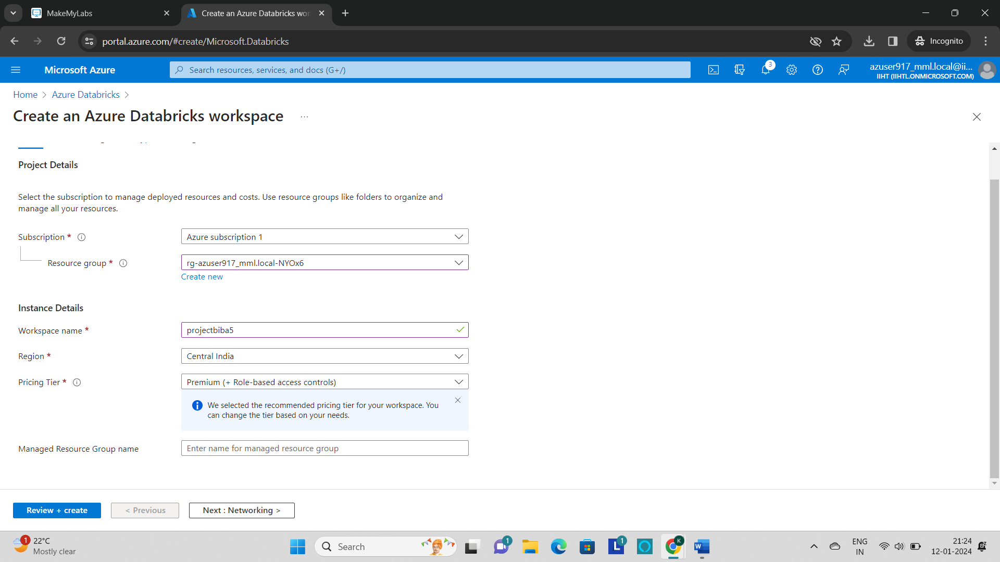 MakeMyLabs
Create an Azure Databricks wor
portal.azure.com/#create/Microsoft.Databricks
Incognito
Microsoft Azure
Search resources, services, and docs (G+/)
3
azuser917_mml.local@ii...
IIHT (IIHTL.ONMICROSOFT.COM)
Home > Azure Databricks >
Create an Azure Databricks workspace ...
Project Details
Select the subscription to manage deployed resources and costs. Use resource groups like folders to organize and
manage all your resources.
Subscription *
Azure subscription 1
Resource group *
rg-azuser917_mml.local-NYOx6
Create new
Instance Details
Workspace name *
projectbiba5
Region *
Central India
Pricing Tier *
Premium (+ Role-based access controls)
We selected the recommended pricing tier for your workspace. You
can change the tier based on your needs.
Managed Resource Group name
Enter name for managed resource group
Review + create
< Previous
Next : Networking >
1
22°C
Mostly clear
Search
1
L
1
K
W
ENG
IN
21:24
12-01-2024